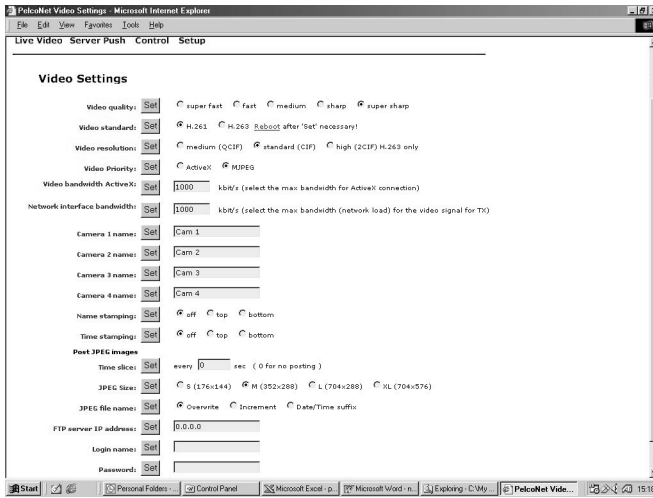 PelcoNet Video Settings - Microsoft Internet Explorer
File Edit View Favorites Tools Help
Live Video Server Push Control Setup
Video Settings
Video quality: Set super fast fast medium sharp super sharp
Video standard: Set H.261 H.263 Reboot after 'Set' necessary!
Video resolution: Set medium (QCIF) standard (CIF) high (2CIF) H.263 only
Video Priority: Set ActiveX MJPEG
Video bandwidth ActiveX: Set 1000 kbit/s (select the max bandwidth for ActiveX connection)
Network interface bandwidth: Set 1000 kbit/s (select the max bandwidth (network load) for the video signal for TX)
Camera 1 name: Set Cam 1
Camera 2 name: Set Cam 2
Camera 3 name: Set Cam 3
Camera 4 name: Set Cam 4
Name stamping: Set off top bottom
Time stamping: Set off top bottom
Post JPEG images
Time slice: Set every 0 sec ( 0 for no posting )
JPEG Size: Set S (176x144) M (352x288) L (704x288) XL (704x576)
JPEG file name: Set Overwrite Increment Date/Time suffix
FTP server IP address: Set 0.0.0.0
Login name: Set
Password: Set
Start Personal Folders - ... Control Panel Microsoft Excel - p... Microsoft Word - n... Exploring - C:\My ... PelcoNet Vide... 15:18